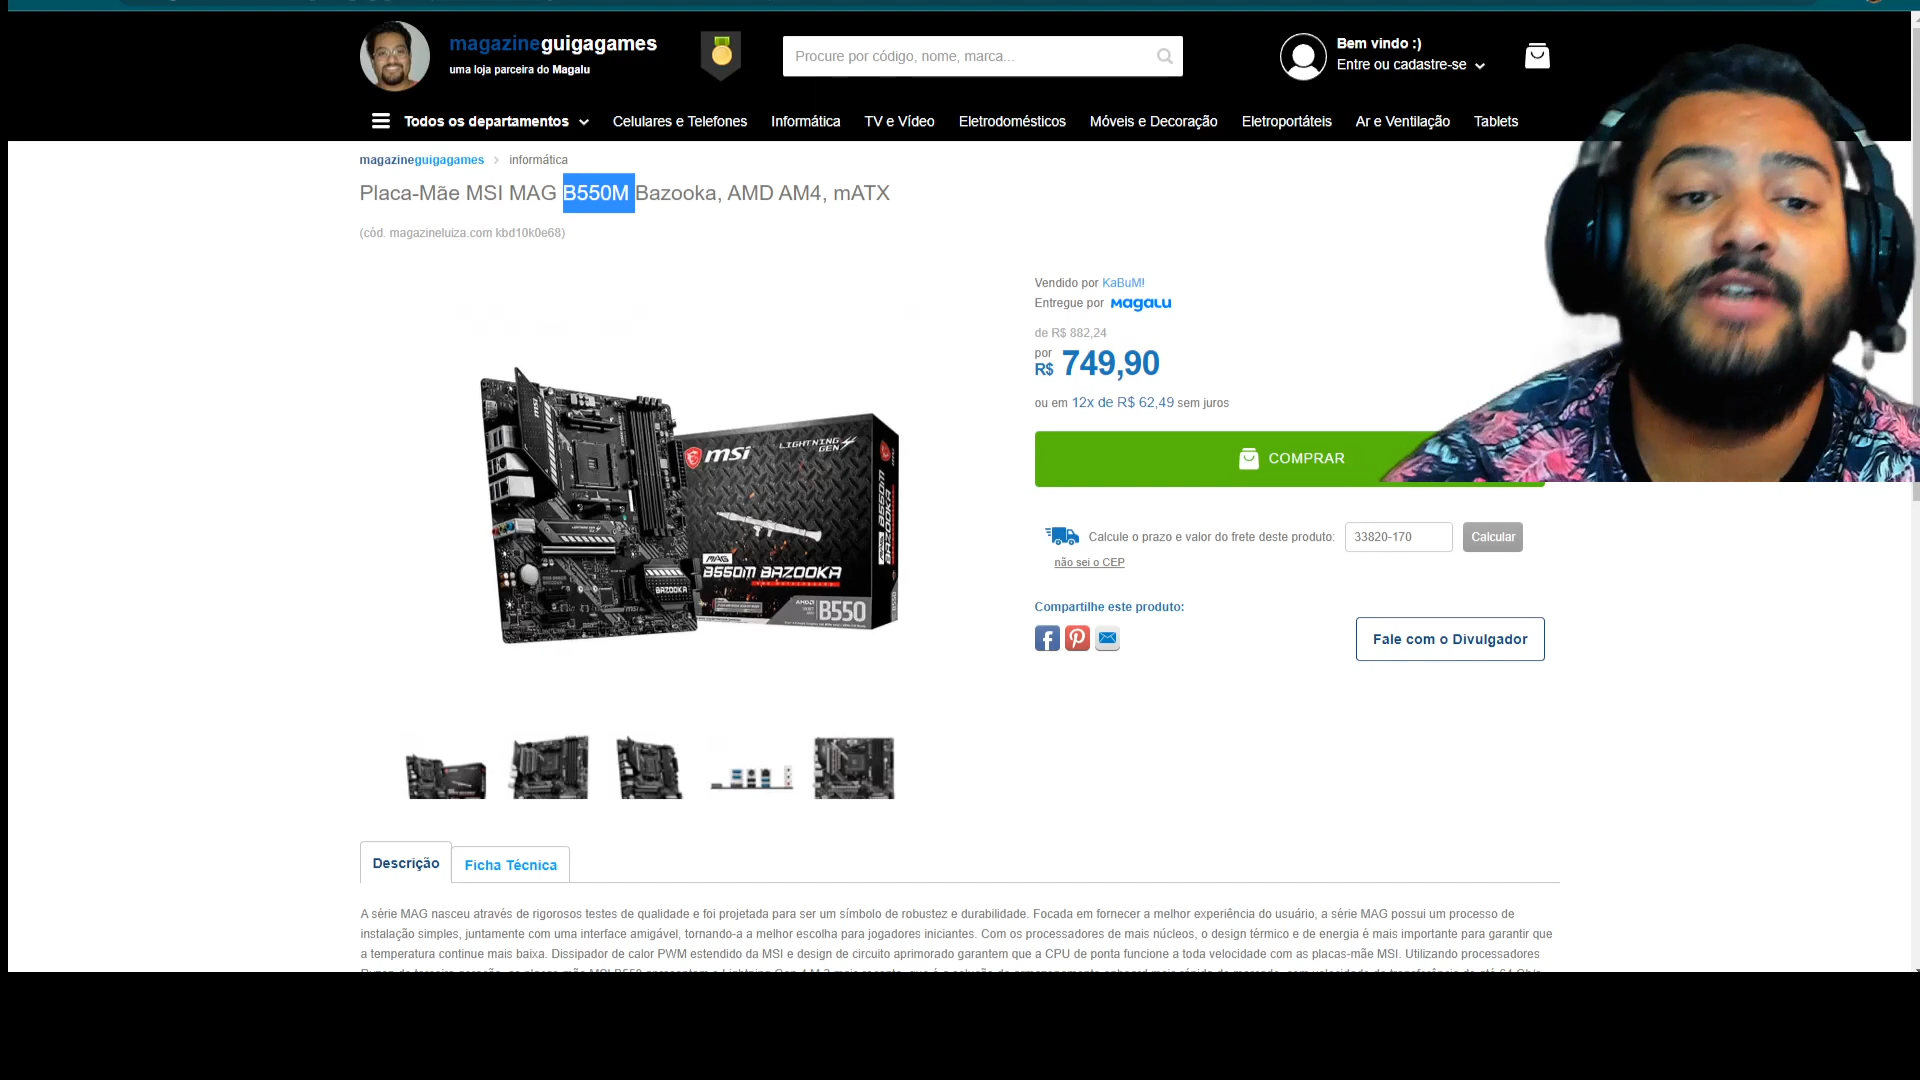 magazineguigagames
uma loja parceira do Magalu
Procure por código, nome, marca...
Bem vindo :)
Entre ou cadastre-se
Todos os departamentos
Celulares e Telefones
Informática
TV e Vídeo
Eletrodomésticos
Móveis e Decoração
Eletroportáteis
Ar e Ventilação
Tablets
magazineguigagames > informática
Placa-Mãe MSI MAG B550M Bazooka, AMD AM4, mATX
(cód. magazineluiza.com kbd10k0e68)
Vendido por KaBuM!
Entregue por Magalu
de R$ 882,24
por
R$ 749,90
ou em 12x de R$ 62,49 sem juros
COMPRAR
Calcule o prazo e valor do frete deste produto:
33820-170
Calcular
não sei o CEP
Compartilhe este produto:
Fale com o Divulgador
msi
LIGHTNING GEN 4
MAG
B550M BAZOOKA
AMD B550
B550M BAZOOKA
BAZOOKA
Descrição
Ficha Técnica
A série MAG nasceu através de rigorosos testes de qualidade e foi projetada para ser um símbolo de robustez e durabilidade. Focada em fornecer a melhor experiência do usuário, a série MAG possui um processo de
instalação simples, juntamente com uma interface amigável, tornando-a a melhor escolha para jogadores iniciantes. Com os processadores de mais núcleos, o design térmico e de energia é mais importante para garantir que
a temperatura continue mais baixa. Dissipador de calor PWM estendido da MSI e design de circuito aprimorado garantem que a CPU de ponta funcione a toda velocidade com as placas-mãe MSI. Utilizando processadores